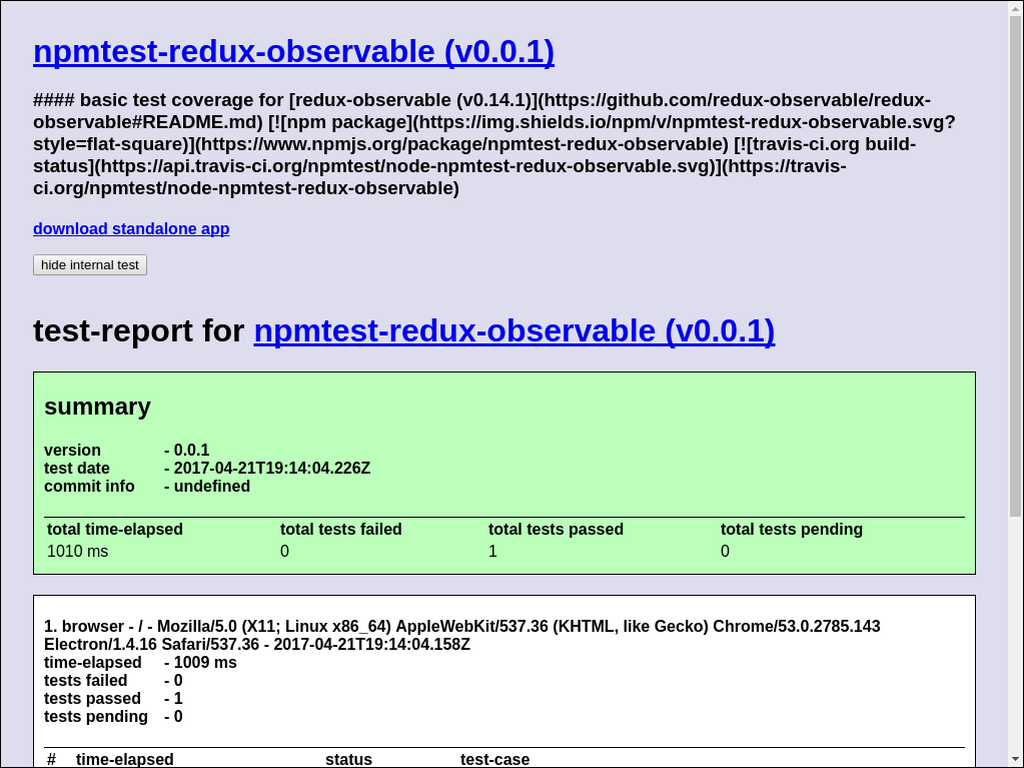 npmtest-redux-observable (v0.0.1)
#### basic test coverage for [redux-observable (v0.14.1)](https://github.com/redux-observable/redux-
observable#README.md) [![npm package](https://img.shields.io/npm/v/npmtest-redux-observable.svg?
style=flat-square)](https://www.npmjs.org/package/npmtest-redux-observable) [![travis-ci.org build-
status](https://api.travis-ci.org/npmtest/node-npmtest-redux-observable.svg)](https://travis-
ci.org/npmtest/node-npmtest-redux-observable)
download standalone app
hide internal test
test-report for npmtest-redux-observable (v0.0.1)
summary
version - 0.0.1
test date - 2017-04-21T19:14:04.226Z
commit info - undefined
total time-elapsed total tests failed total tests passed total tests pending
1010 ms 0 1 0
1. browser - / - Mozilla/5.0 (X11; Linux x86_64) AppleWebKit/537.36 (KHTML, like Gecko) Chrome/53.0.2785.143
Electron/1.4.16 Safari/537.36 - 2017-04-21T19:14:04.158Z
time-elapsed - 1009 ms
tests failed - 0
tests passed - 1
tests pending - 0
# time-elapsed status test-case